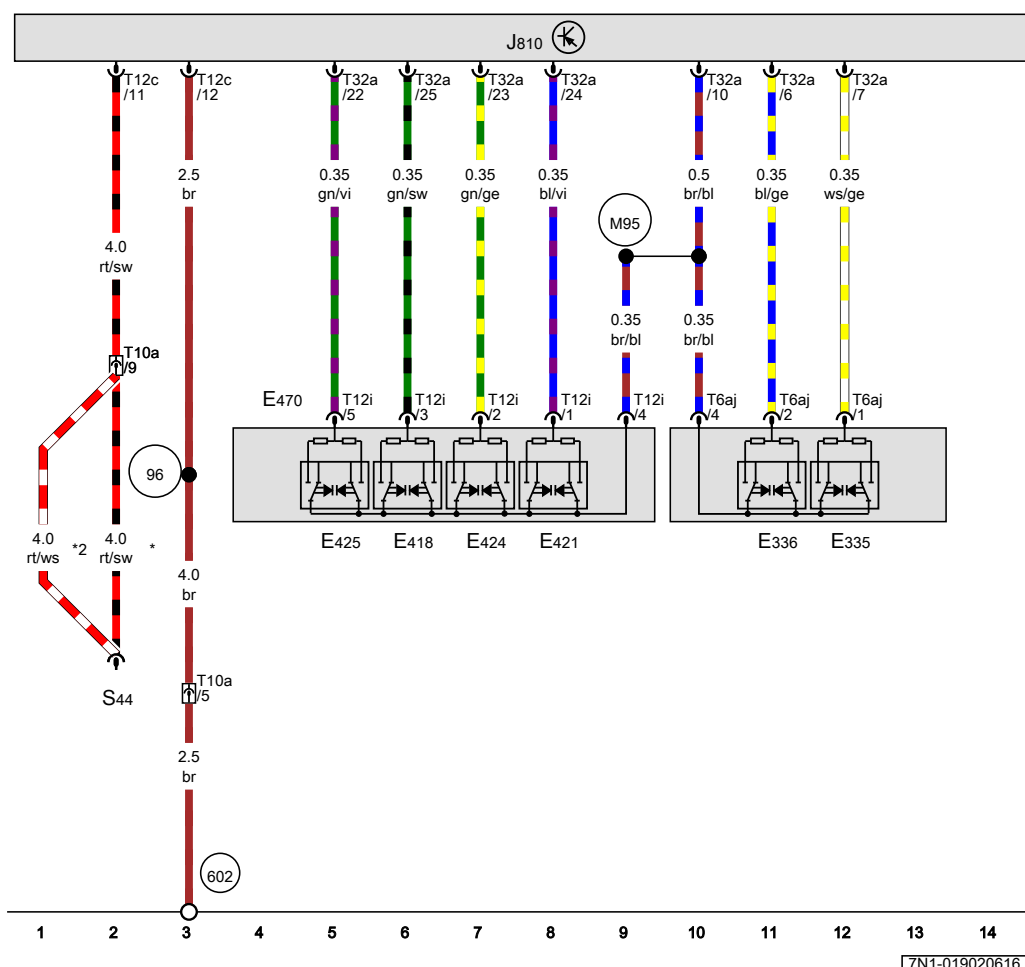 J810
T12c T12c T32a T32a T32a T32a T32a T32a T32a
/11 /12 /22 /25 /23 /24 /10 /6 /7
2.5 0.35 0.35 0.35 0.35 0.5 0.35 0.35
br gn/vi gn/sw gn/ge bl/vi br/bl bl/ge ws/ge
M95
4.0
rt/sw
0.35 0.35
br/bl br/bl
T10a
/9
E470 T12i T12i T12i T12i T12i T6aj T6aj T6aj
/5 /3 /2 /1 /4 /4 /2 /1
96
4.0 *2 4.0 *
rt/ws rt/sw
E425 E418 E424 E421 E336 E335
4.0
br
T10a
/5
S44
2.5
br
602
1 2 3 4 5 6 7 8 9 10 11 12 13 14
7N1-019020616